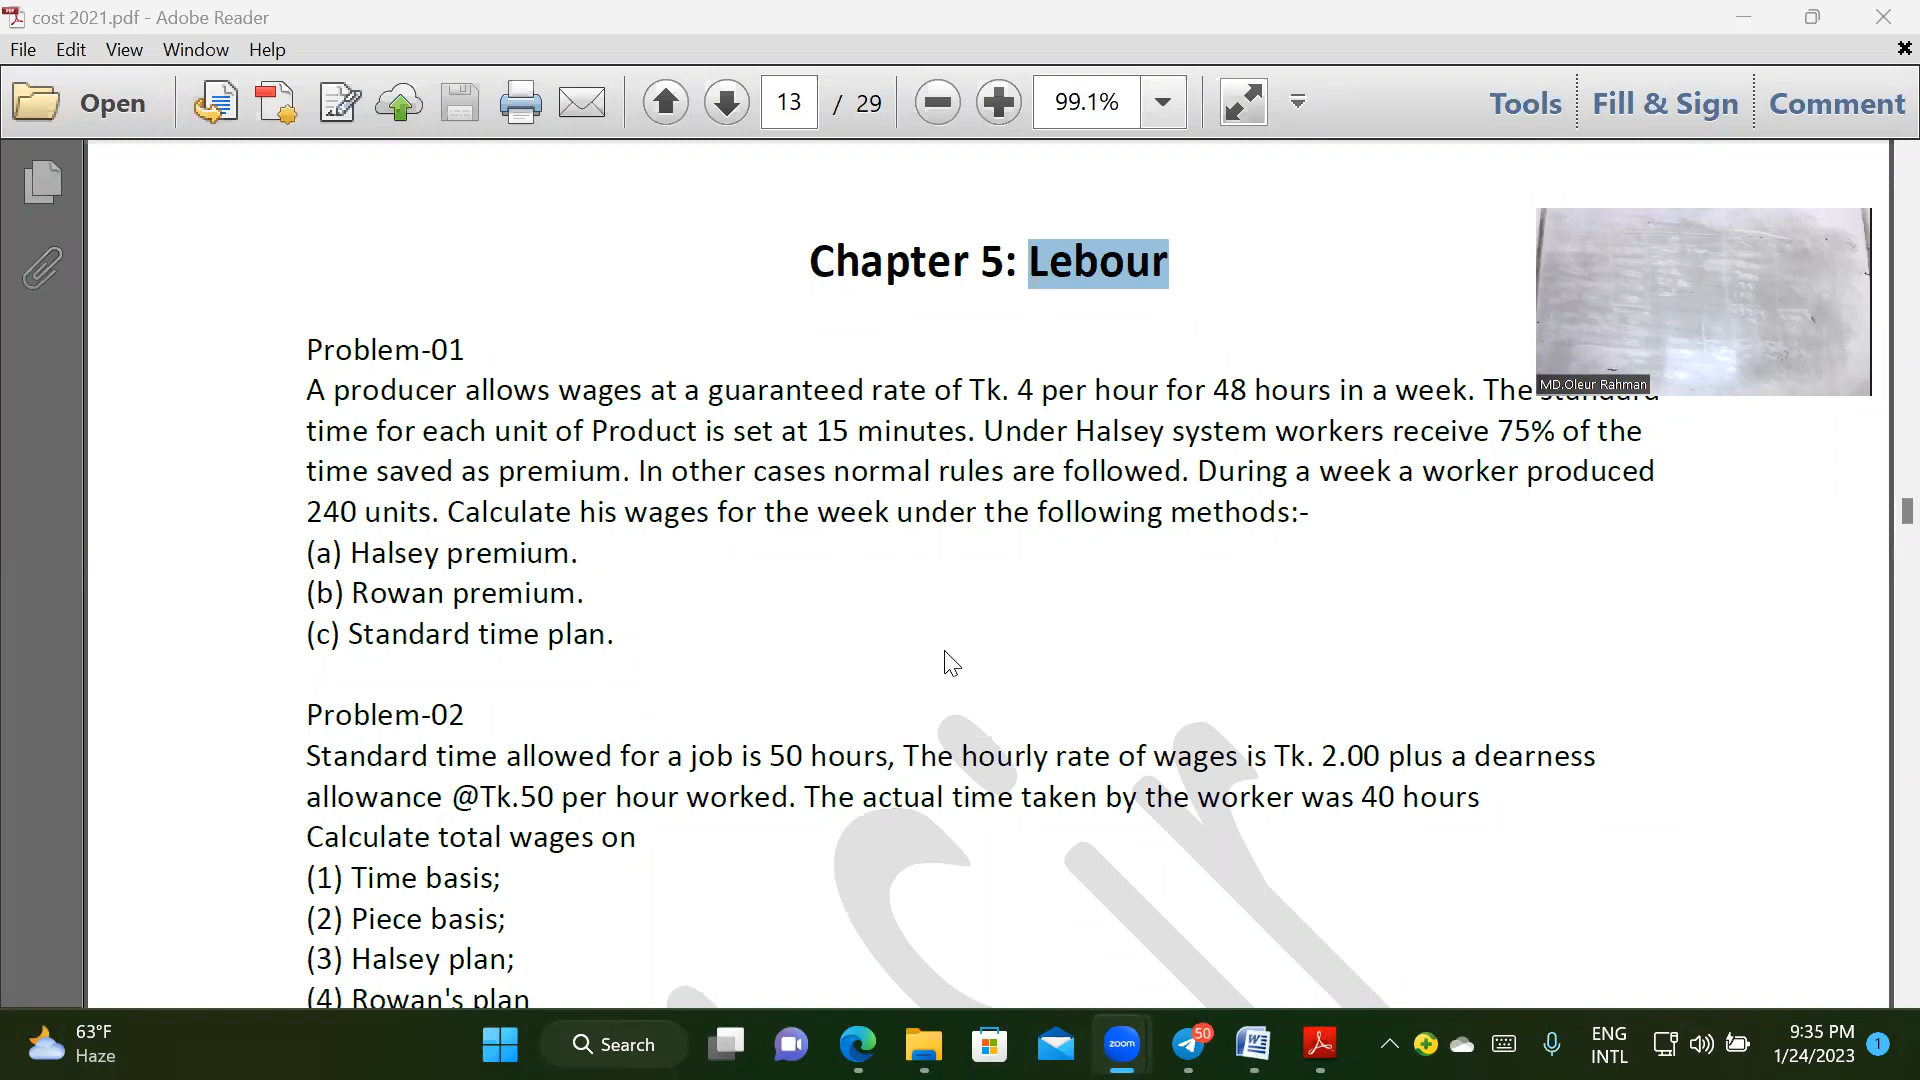 cost 2021.pdf - Adobe Reader
File Edit View Window Help
Open 13 / 29 99.1% Tools Fill & Sign Comment
Chapter 5: Lebour
Problem-01
A producer allows wages at a guaranteed rate of Tk. 4 per hour for 48 hours in a week. The standard
time for each unit of Product is set at 15 minutes. Under Halsey system workers receive 75% of the
time saved as premium. In other cases normal rules are followed. During a week a worker produced
240 units. Calculate his wages for the week under the following methods:-
(a) Halsey premium.
(b) Rowan premium.
(c) Standard time plan.
MD.Oleur Rahman
Problem-02
Standard time allowed for a job is 50 hours, The hourly rate of wages is Tk. 2.00 plus a dearness
allowance @Tk.50 per hour worked. The actual time taken by the worker was 40 hours
Calculate total wages on
(1) Time basis;
(2) Piece basis;
(3) Halsey plan;
(4) Rowan's plan
63°F
Haze
Search
zoom
50
ENG
INTL
9:35 PM
1/24/2023
1